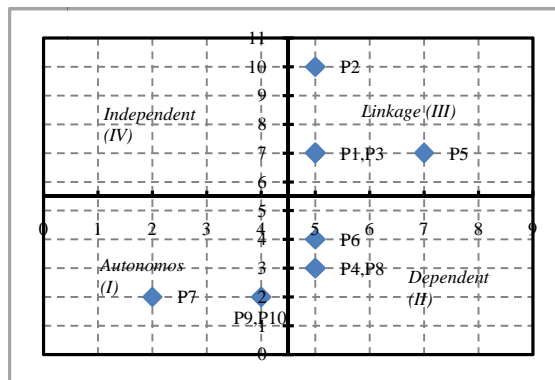 11
10
P2
9
Independent
(IV)
Linkage (III)
8
7
P1,P3
P5
6
5
0
1
2
3
4
5
6
7
8
9
4
P6
3
P4,P8
Autonomos
(I)
Dependent
(II)
P7
2
P9,P10
1
0